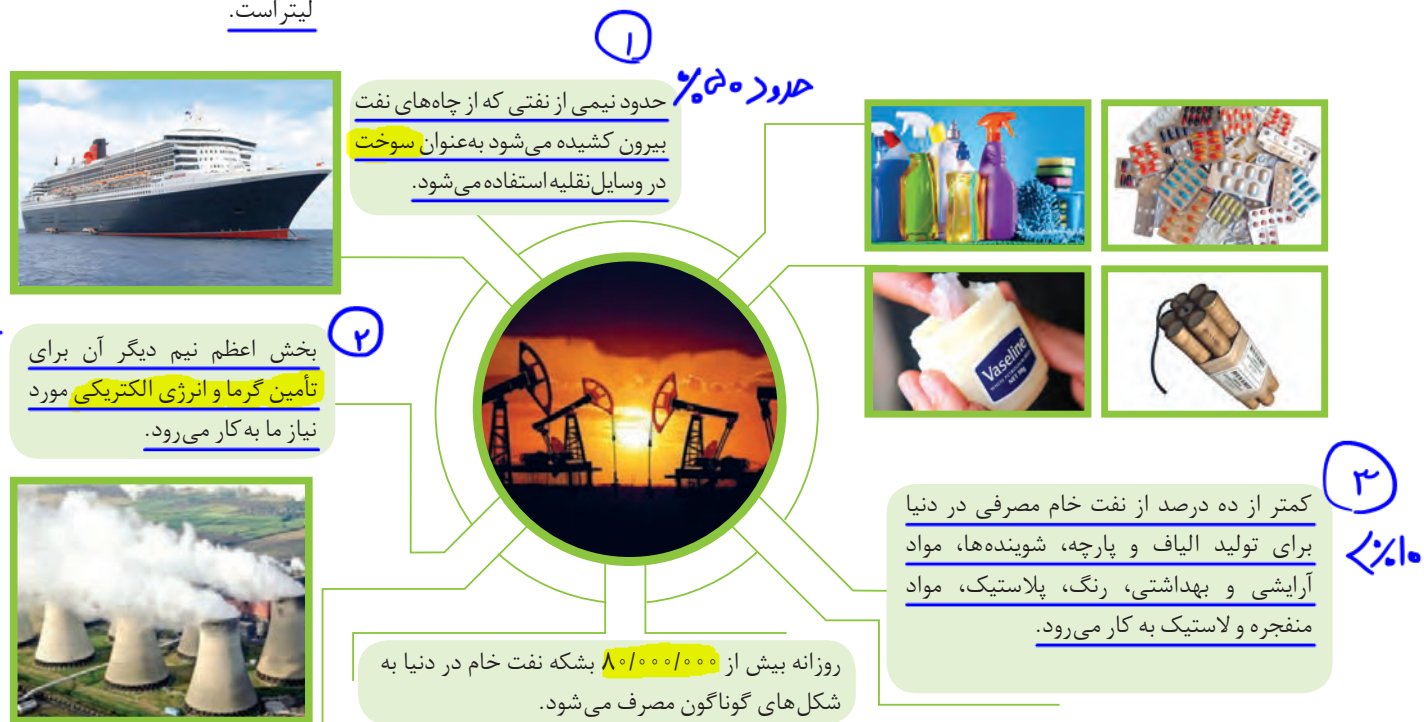 لیتر است.
۱
حدود ۵۰٪
حدود نیمی از نفتی که از چاه‌های نفت
بیرون کشیده می‌شود به‌عنوان سوخت
در وسایل نقلیه استفاده می‌شود.
۲
بخش اعظم نیم دیگر آن برای
تأمین گرما و انرژی الکتریکی مورد
نیاز ما به کار می‌رود.
Vaseline
۳
کمتر از ده درصد از نفت خام مصرفی در دنیا
برای تولید الیاف و پارچه، شوینده‌ها، مواد
آرایشی و بهداشتی، رنگ، پلاستیک، مواد
منفجره و لاستیک به کار می‌رود.
<٪۱۰
روزانه بیش از ۸۰/۰۰۰/۰۰۰ بشکه نفت خام در دنیا به
شکل‌های گوناگون مصرف می‌شود.